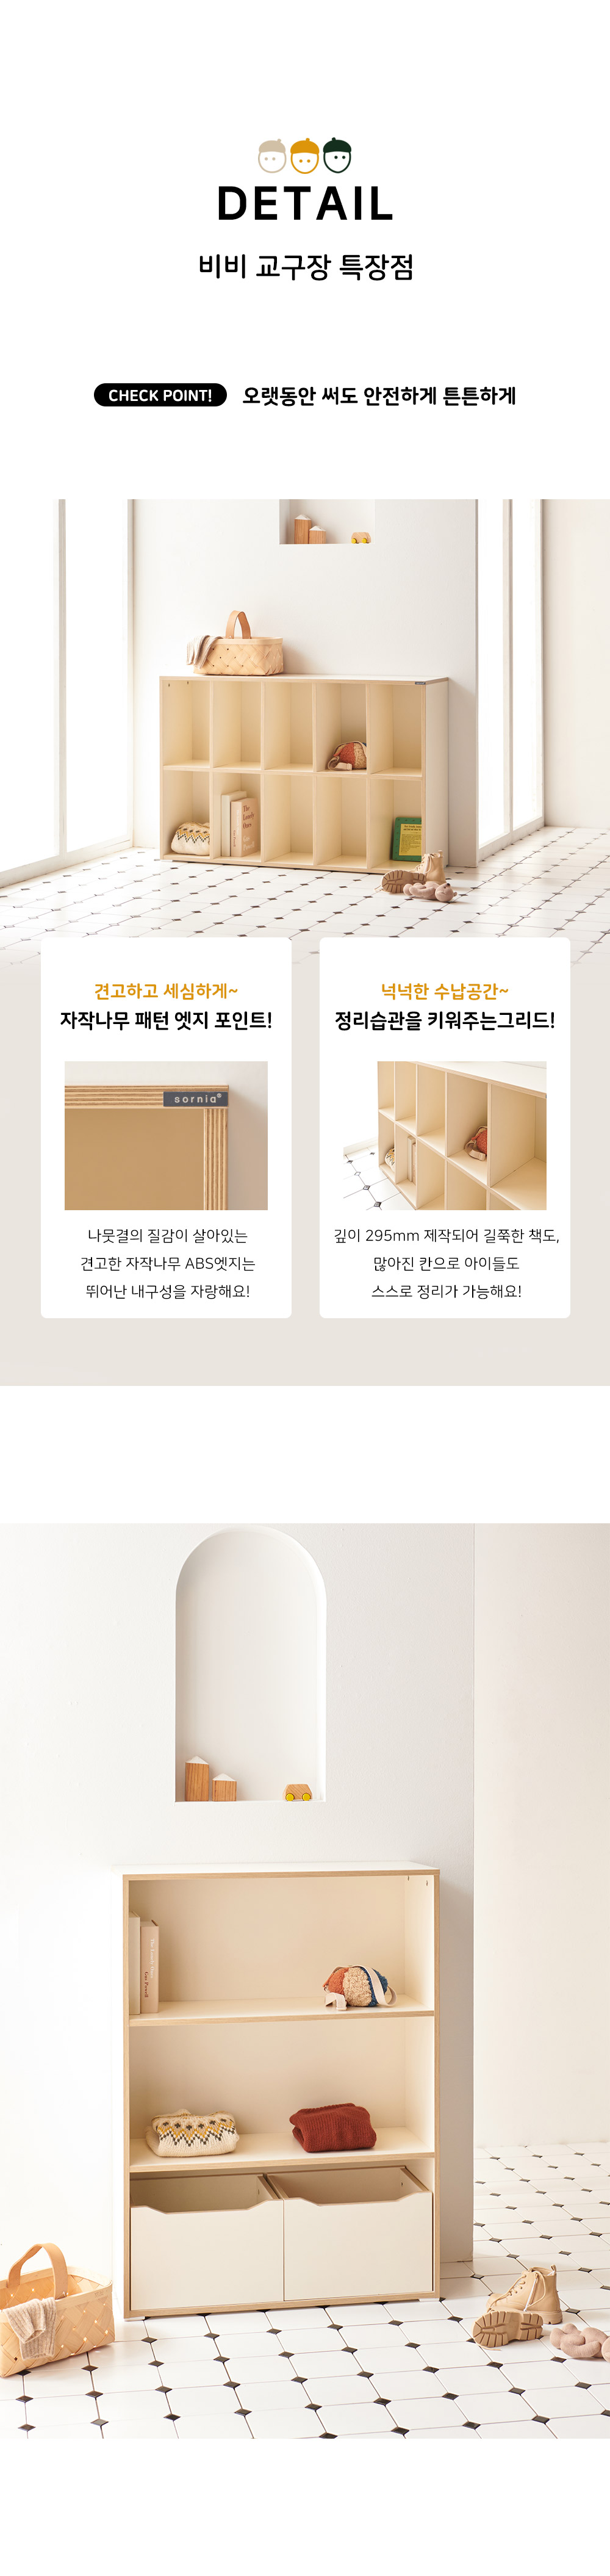 DETAIL
비비 교구장 특장점
CHECK POINT! 오랫동안 써도 안전하게 튼튼하게
견고하고 세심하게~
자작나무 패턴 엣지 포인트!
sornia®
나뭇결의 질감이 살아있는
견고한 자작나무 ABS엣지는
뛰어난 내구성을 자랑해요!
넉넉한 수납공간~
정리습관을 키워주는그리드!
깊이 295mm 제작되어 길쭉한 책도,
많아진 칸으로 아이들도
스스로 정리가 가능해요!